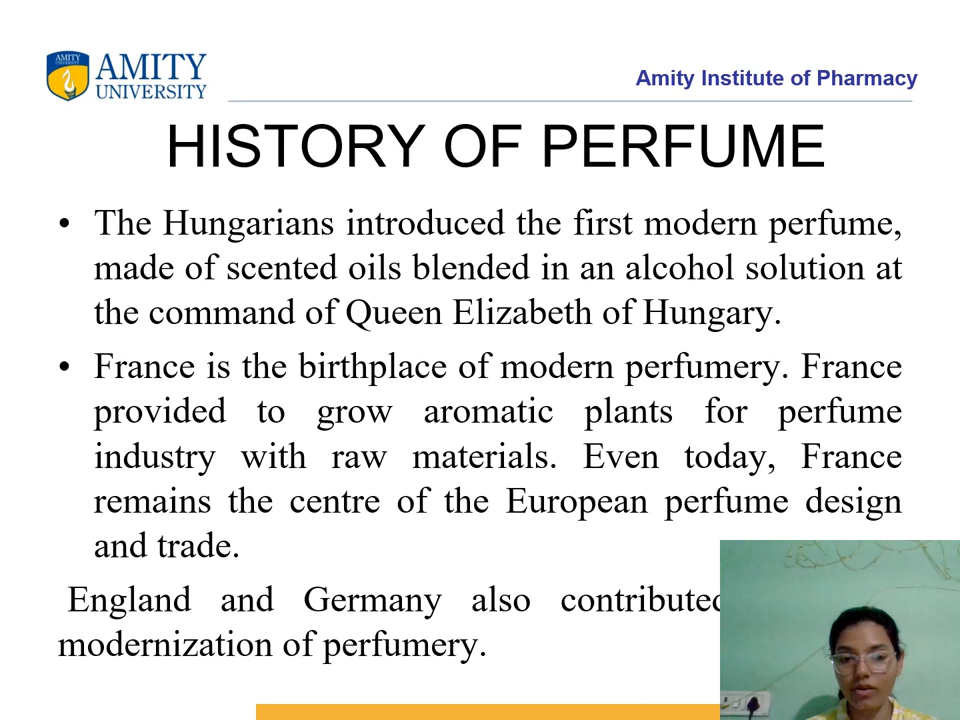 AMITY
AMITY
UNIVERSITY
Amity Institute of Pharmacy
HISTORY OF PERFUME
• The Hungarians introduced the first modern perfume,
made of scented oils blended in an alcohol solution at
the command of Queen Elizabeth of Hungary.
• France is the birthplace of modern perfumery. France
provided to grow aromatic plants for perfume
industry with raw materials. Even today, France
remains the centre of the European perfume design
and trade.
England and Germany also contributed
modernization of perfumery.